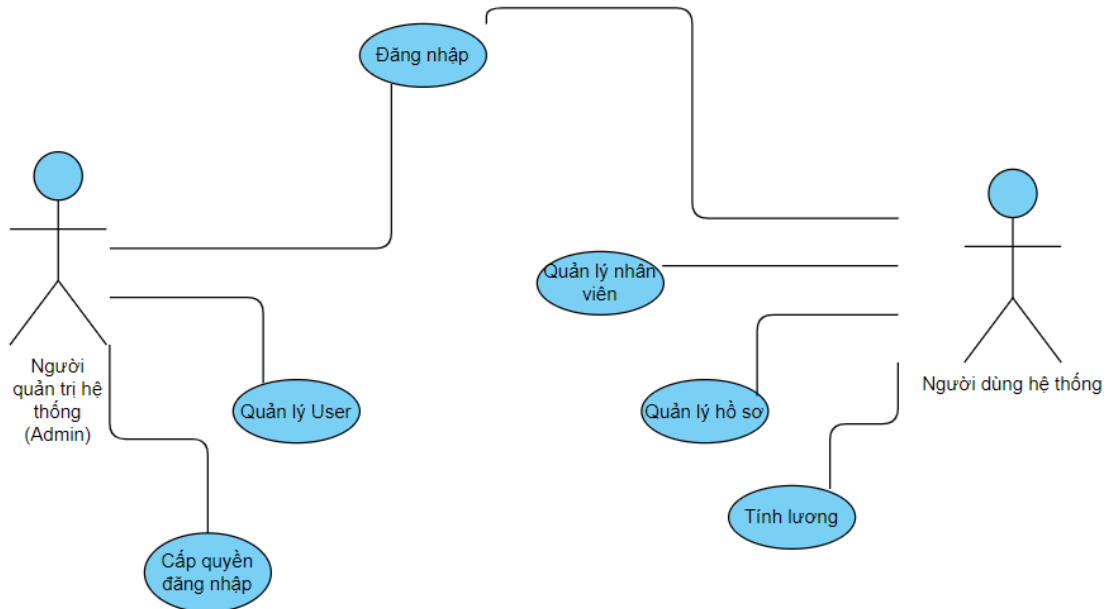 Đăng nhập
Quản lý nhân
viên
Người
quản trị hệ
thống
(Admin)
Người dùng hệ thống
Quản lý User
Quản lý hồ sơ
Tính lương
Cấp quyền
đăng nhập